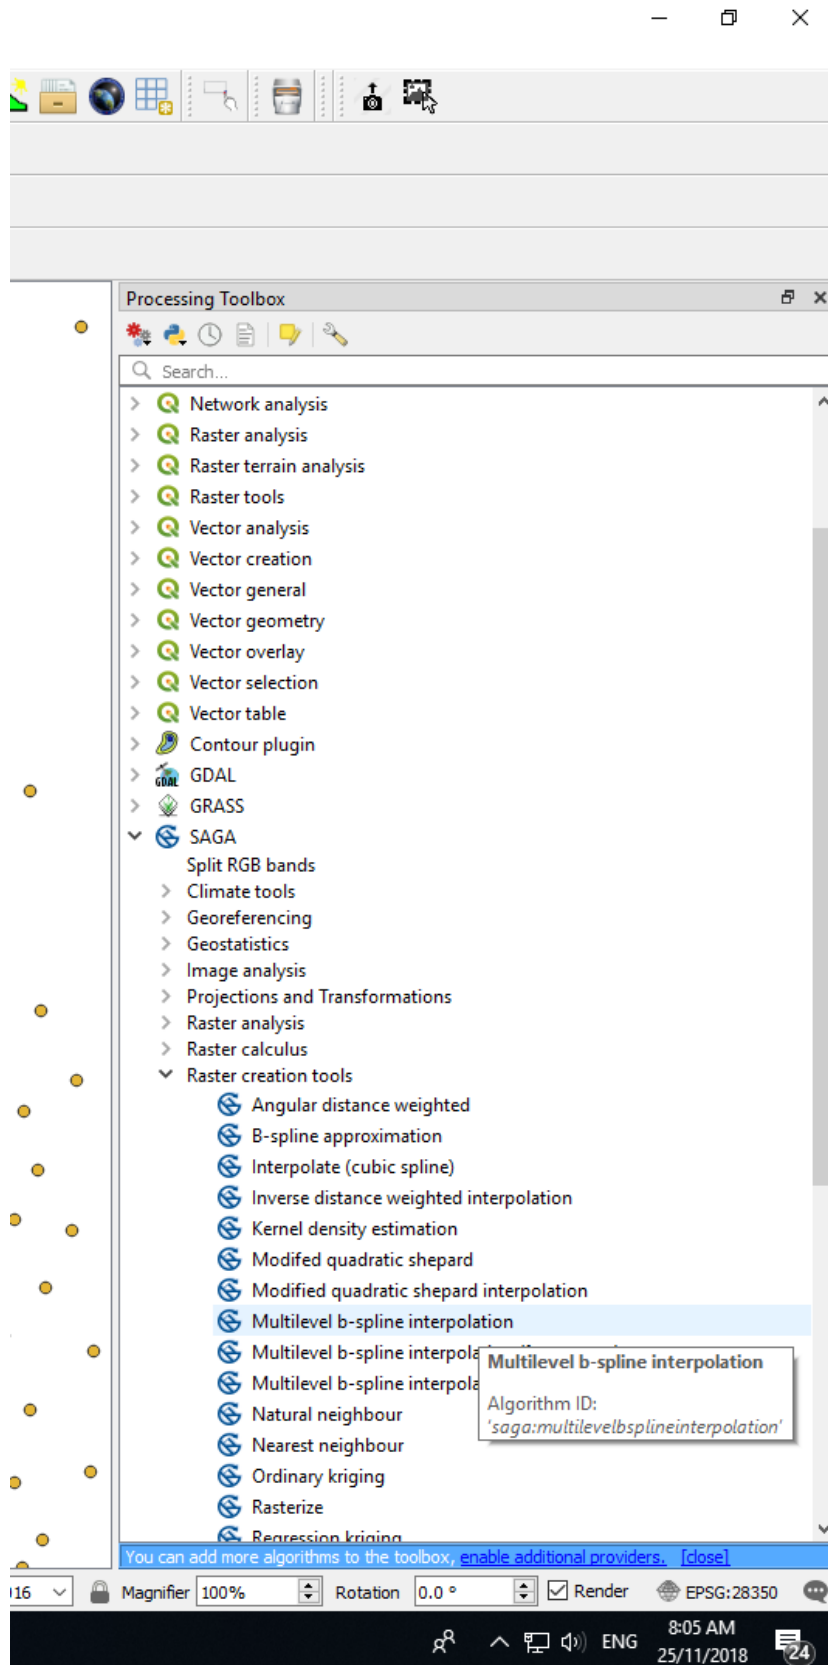 Processing Toolbox
Search...
Network analysis
Raster analysis
Raster terrain analysis
Raster tools
Vector analysis
Vector creation
Vector general
Vector geometry
Vector overlay
Vector selection
Vector table
Contour plugin
GDAL
GDAL
GRASS
SAGA
Split RGB bands
Climate tools
Georeferencing
Geostatistics
Image analysis
Projections and Transformations
Raster analysis
Raster calculus
Raster creation tools
Angular distance weighted
B-spline approximation
Interpolate (cubic spline)
Inverse distance weighted interpolation
Kernel density estimation
Modifed quadratic shepard
Modified quadratic shepard interpolation
Multilevel b-spline interpolation
Multilevel b-spline
Multilevel b-spline interpolation
Multilevel b-spline
Algorithm ID:
'saga:multilevelbsplineinterpolation'
Natural neighbour
Nearest neighbour
Ordinary kriging
Rasterize
Regression kriging
You can add more algorithms to the toolbox, enable additional providers. [close]
016 Magnifier 100% Rotation 0.0 ° Render EPSG:28350
ENG 8:05 AM
25/11/2018 24